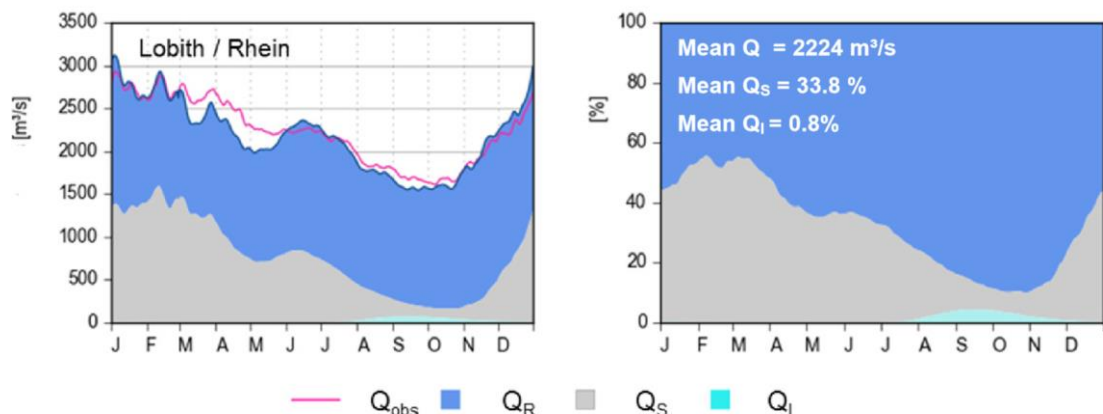 3500
3000
2500
2000
1500
1000
500
0
[m³/s]
Lobith / Rhein
J F M A M J J A S O N D
100
80
60
40
20
0
[%]
Mean Q = 2224 m³/s
Mean Qₛ = 33.8 %
Mean Qᵢ = 0.8%
J F M A M J J A S O N D
Qobs QR QS QI